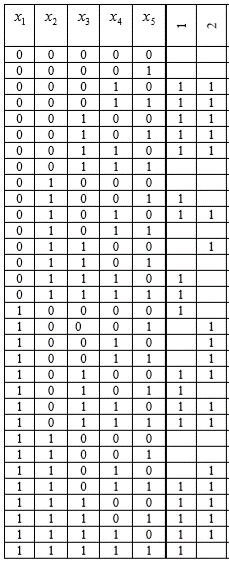 x₁ x₂ x₃ x₄ x₅ 1 2
0 0 0 0 0
0 0 0 0 1
0 0 0 1 0 1 1
0 0 0 1 1 1 1
0 0 1 0 0 1 1
0 0 1 0 1 1 1
0 0 1 1 0 1 1
0 0 1 1 1
0 1 0 0 0
0 1 0 0 1 1
0 1 0 1 0 1 1
0 1 0 1 1
0 1 1 0 0 1
0 1 1 0 1
0 1 1 1 0 1
0 1 1 1 1 1
1 0 0 0 0 1
1 0 0 0 1 1
1 0 0 1 0 1
1 0 0 1 1 1
1 0 1 0 0 1 1
1 0 1 0 1 1
1 0 1 1 0 1 1
1 0 1 1 1 1 1
1 1 0 0 0
1 1 0 0 1
1 1 0 1 0 1
1 1 0 1 1 1 1
1 1 1 0 0 1 1
1 1 1 0 1 1 1
1 1 1 1 0 1 1
1 1 1 1 1 1